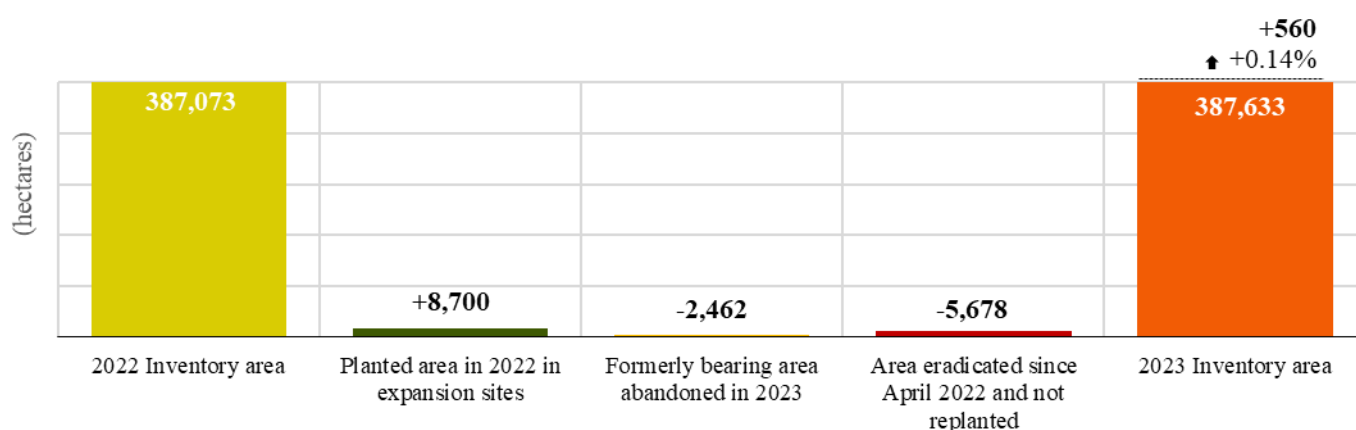 +560
+0.14%
387,073
387,633
(hectares)
+8,700
-2,462
-5,678
2022 Inventory area
Planted area in 2022 in
expansion sites
Formerly bearing area
abandoned in 2023
Area eradicated since
April 2022 and not
replanted
2023 Inventory area